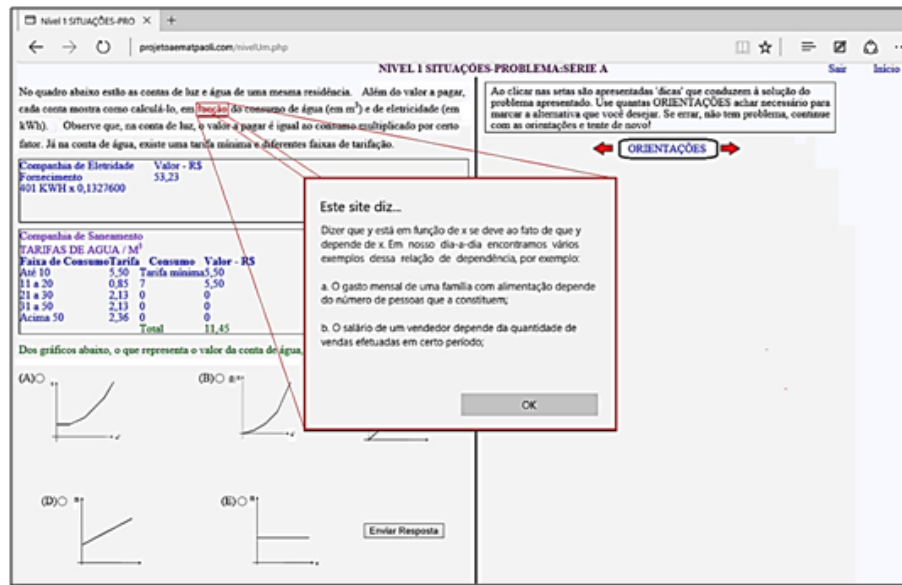 Nivel 1 SITUAÇÕES-PRO
projetoaematpaoli.com/nivelUm.php
NIVEL 1 SITUAÇÕES-PROBLEMA:SERIE A
Sair Início
No quadro abaixo estão as contas de luz e água de uma mesma residência. Além do valor a pagar,
cada conta mostra como calculá-lo, em função do consumo de água (em m³) e de eletricidade (em
kWh). Observe que, na conta de luz, o valor a pagar é igual ao consumo multiplicado por certo
fator. Já na conta de água, existe uma tarifa mínima e diferentes faixas de tarifação.
Companhia de Eletridade Valor - R$
Fornecimento 53,23
401 KWH x 0,1327600
Companhia de Saneamento
TARIFAS DE AGUA / M³
Faixa de ConsumoTarifa Consumo Valor - R$
Até 10 5,50 Tarifa mínima5,50
11 a 20 0,85 7 5,50
21 a 30 2,13 0 0
31 a 50 2,13 0 0
Acima 50 2,36 0 0
Total 11,45
Dos gráficos abaixo, o que representa o valor da conta de água,
(A)
(B)
(D)
(E)
Enviar Resposta
Ao clicar nas setas são apresentadas 'dicas' que conduzem à solução do
problema apresentado. Use quantas ORIENTAÇÕES achar necessário para
marcar a alternativa que você desejar. Se errar, não tem problema, continue
com as orientações e tente de novo!
ORIENTAÇÕES
Este site diz...
Dizer que y está em função de x se deve ao fato de que y
depende de x. Em nosso dia-a-dia encontramos vários
exemplos dessa relação de dependência, por exemplo:
a. O gasto mensal de uma família com alimentação depende
do número de pessoas que a constituem;
b. O salário de um vendedor depende da quantidade de
vendas efetuadas em certo período;
OK